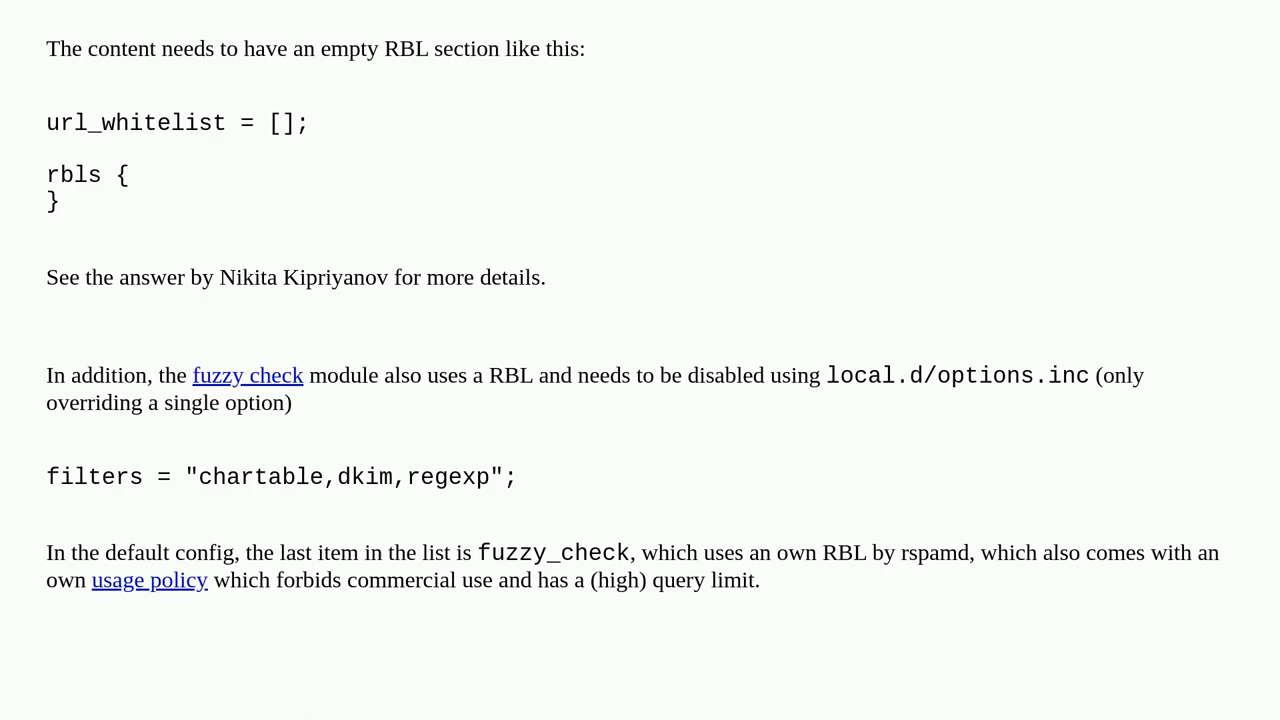 The content needs to have an empty RBL section like this:
url_whitelist = [];
rbls {
}
See the answer by Nikita Kipriyanov for more details.
In addition, the fuzzy check module also uses a RBL and needs to be disabled using local.d/options.inc (only
overriding a single option)
filters = "chartable,dkim,regexp";
In the default config, the last item in the list is fuzzy_check, which uses an own RBL by rspamd, which also comes with an
own usage policy which forbids commercial use and has a (high) query limit.